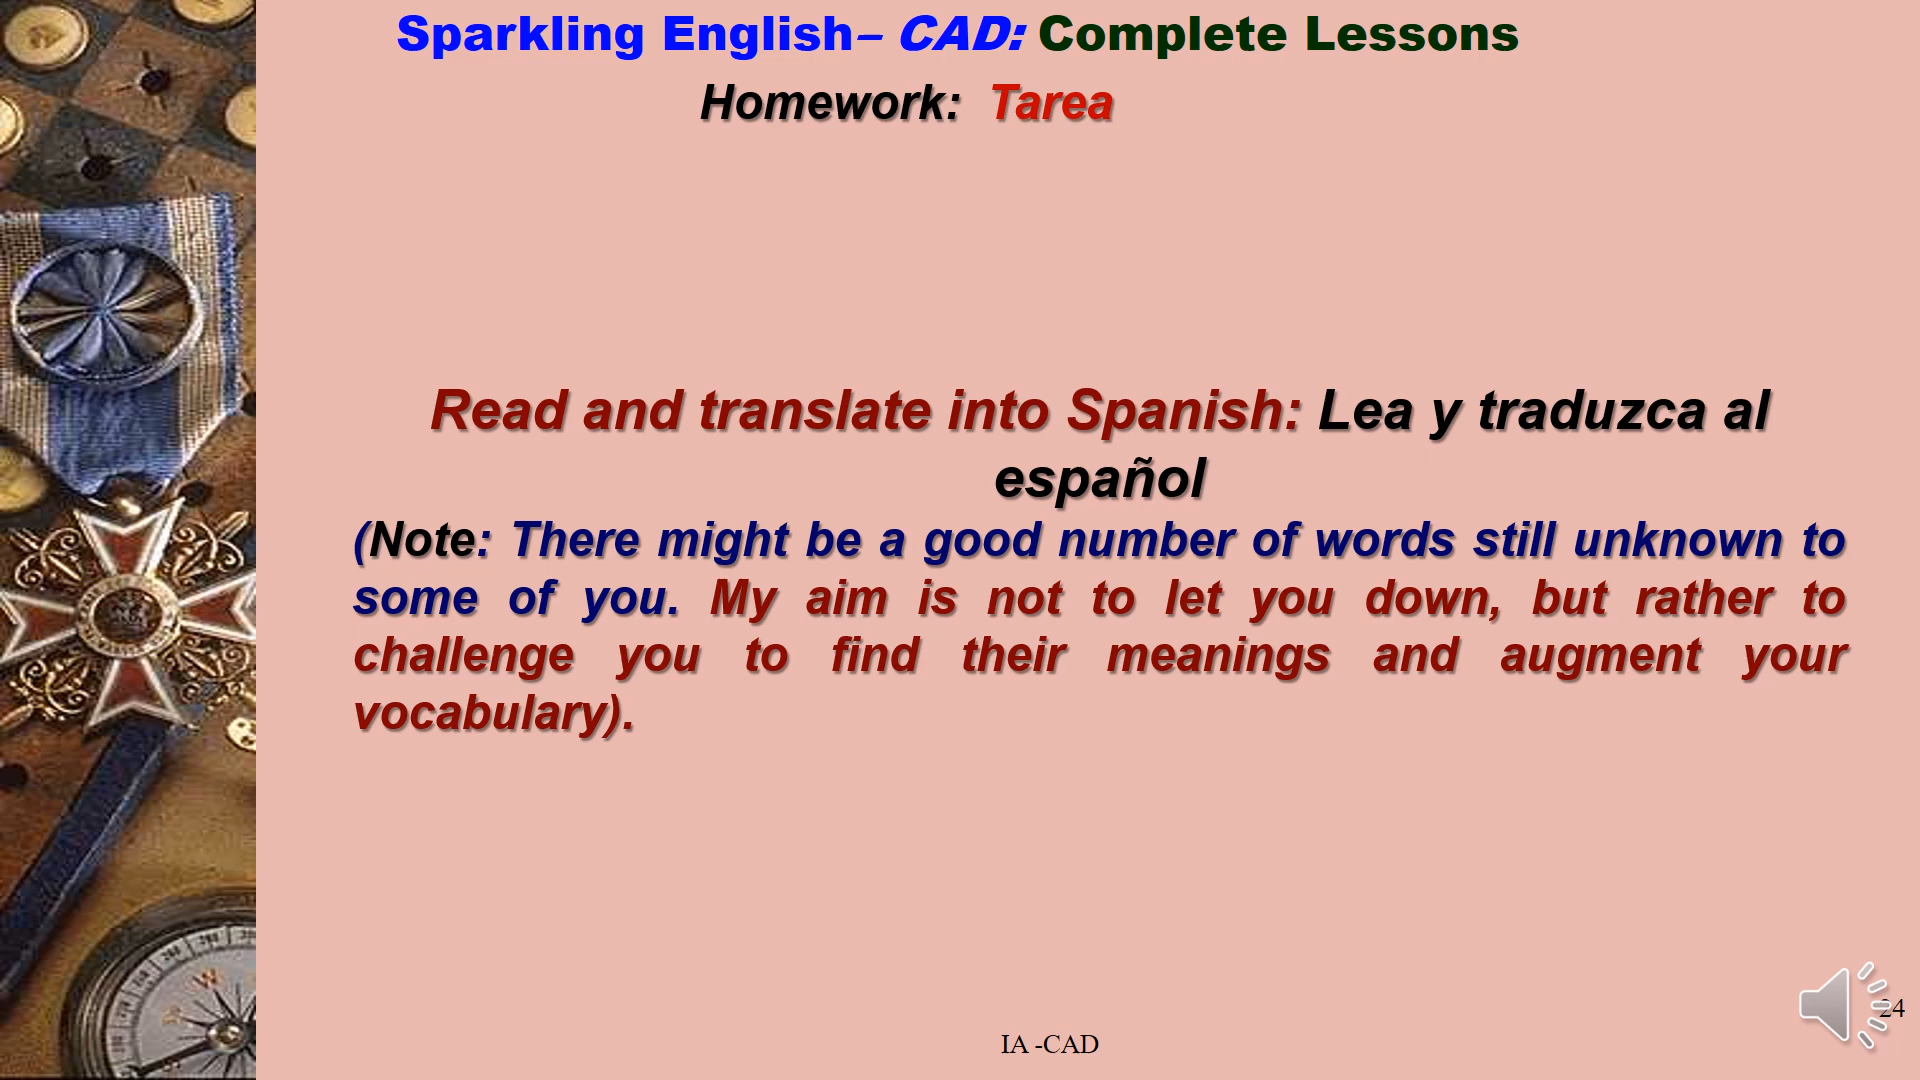 Sparkling English– CAD: Complete Lessons
Homework: Tarea
Read and translate into Spanish: Lea y traduzca al
español
(Note: There might be a good number of words still unknown to
some of you. My aim is not to let you down, but rather to
challenge you to find their meanings and augment your
vocabulary).
24
IA -CAD